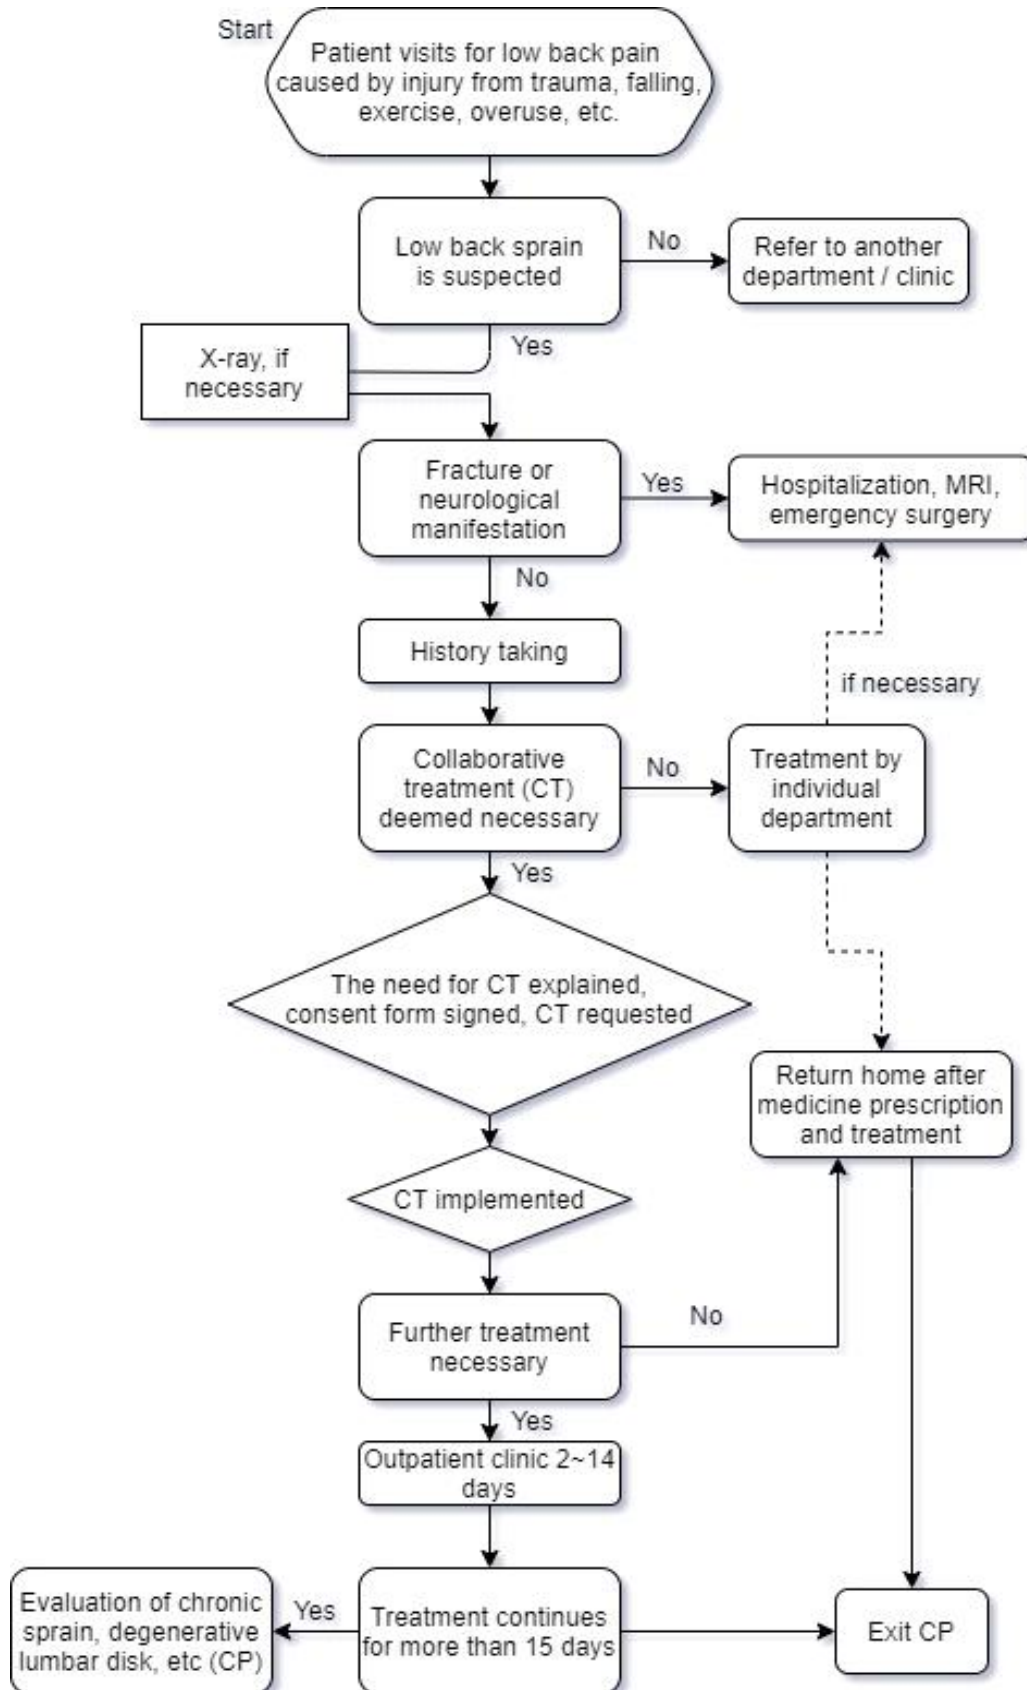 Start
Patient visits for low back pain
caused by injury from trauma, falling,
exercise, overuse, etc.
Low back sprain
is suspected
No
Refer to another
department / clinic
Yes
X-ray, if
necessary
Fracture or
neurological
manifestation
Yes
Hospitalization, MRI,
emergency surgery
No
History taking
if necessary
Collaborative
treatment (CT)
deemed necessary
No
Treatment by
individual
department
Yes
The need for CT explained,
consent form signed, CT requested
Return home after
medicine prescription
and treatment
CT implemented
Further treatment
necessary
No
Yes
Outpatient clinic 2~14
days
Treatment continues
for more than 15 days
Yes
Evaluation of chronic
sprain, degenerative
lumbar disk, etc (CP)
Exit CP